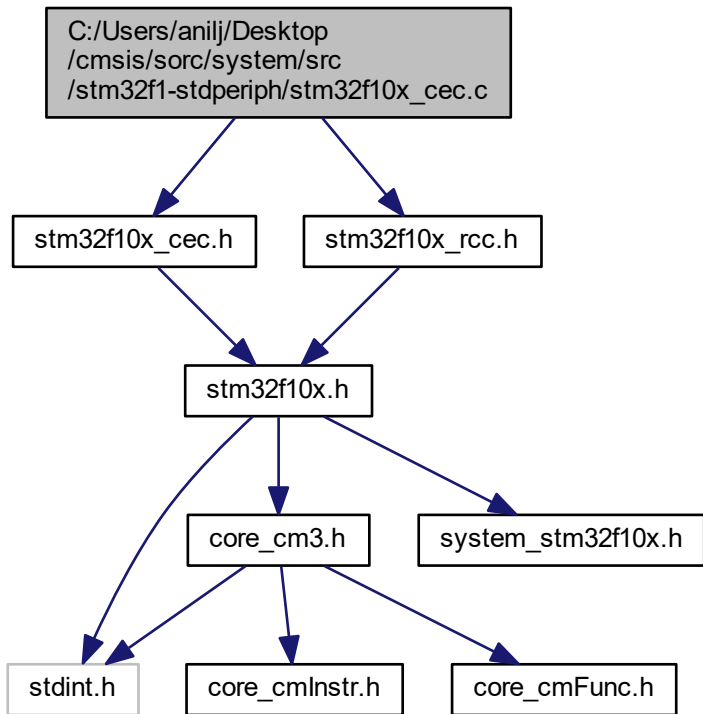 C:/Users/anilj/Desktop
/cmsis/sorc/system/src
/stm32f1-stdperiph/stm32f10x_cec.c
stm32f10x_cec.h
stm32f10x_rcc.h
stm32f10x.h
core_cm3.h
system_stm32f10x.h
stdint.h
core_cmInstr.h
core_cmFunc.h